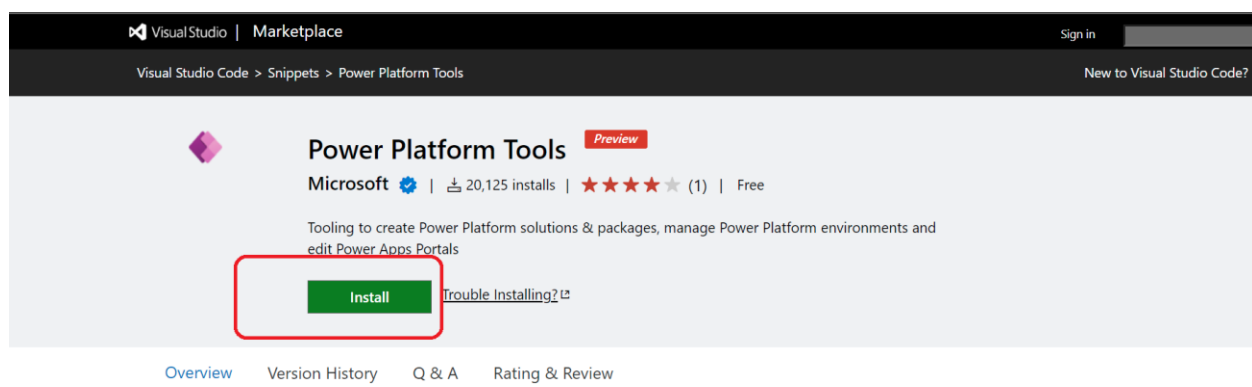 Visual Studio | Marketplace
Sign in
Visual Studio Code > Snippets > Power Platform Tools
New to Visual Studio Code?
Power Platform Tools Preview
Microsoft | 20,125 installs | (1) | Free
Tooling to create Power Platform solutions & packages, manage Power Platform environments and
edit Power Apps Portals
Install Trouble Installing?
Overview Version History Q & A Rating & Review